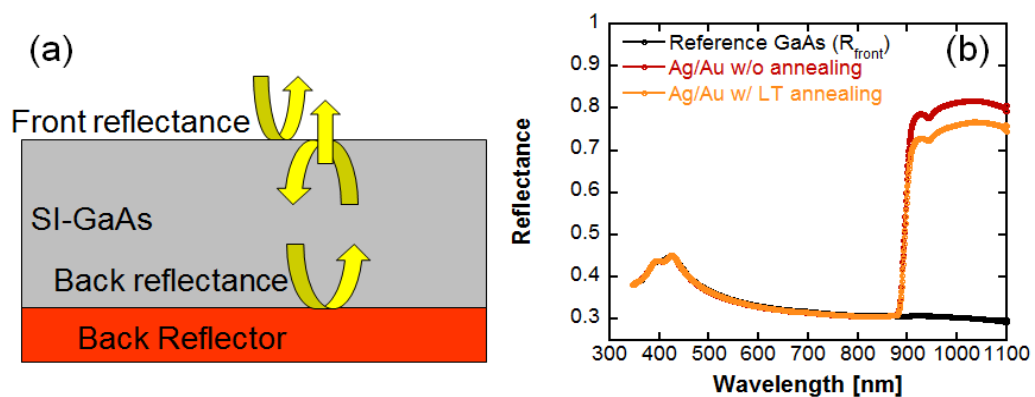 (a)
Front reflectance
SI-GaAs
Back reflectance
Back Reflector
(b)
Reference GaAs (R_front)
Ag/Au w/o annealing
Ag/Au w/ LT annealing
Reflectance
1
0.9
0.8
0.7
0.6
0.5
0.4
0.3
300 400 500 600 700 800 900 1000 1100
Wavelength [nm]